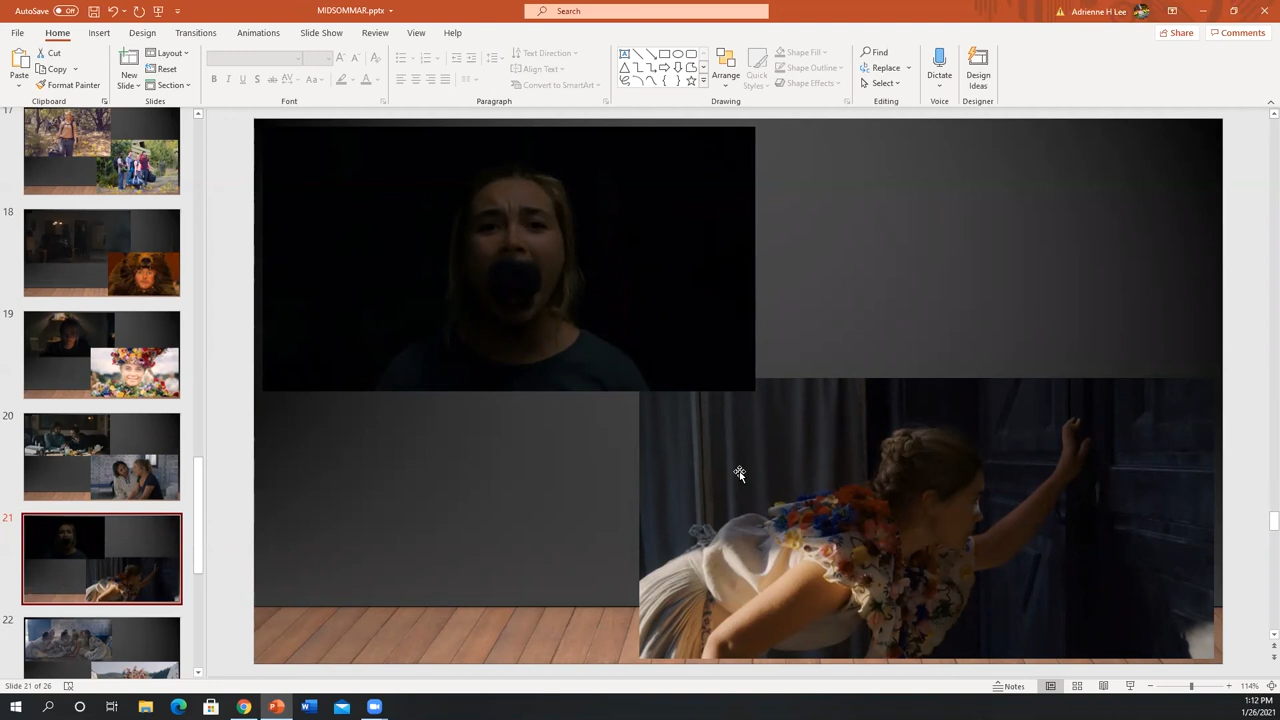 AutoSave Off
MIDSOMMAR.pptx
Search
Adrienne H Lee
File Home Insert Design Transitions Animations Slide Show Review View Help
Share Comments
Paste
Cut
Copy
Format Painter
Clipboard
New Slide
Layout
Reset
Section
Slides
B I U S ab AV Aa A
Font
Text Direction
Align Text
Convert to SmartArt
Paragraph
Arrange
Quick Styles
Shape Fill
Shape Outline
Shape Effects
Drawing
Find
Replace
Select
Editing
Dictate
Voice
Design Ideas
Designer
17
18
19
20
21
22
Slide 21 of 26
Notes
114%
1:12 PM
1/26/2021